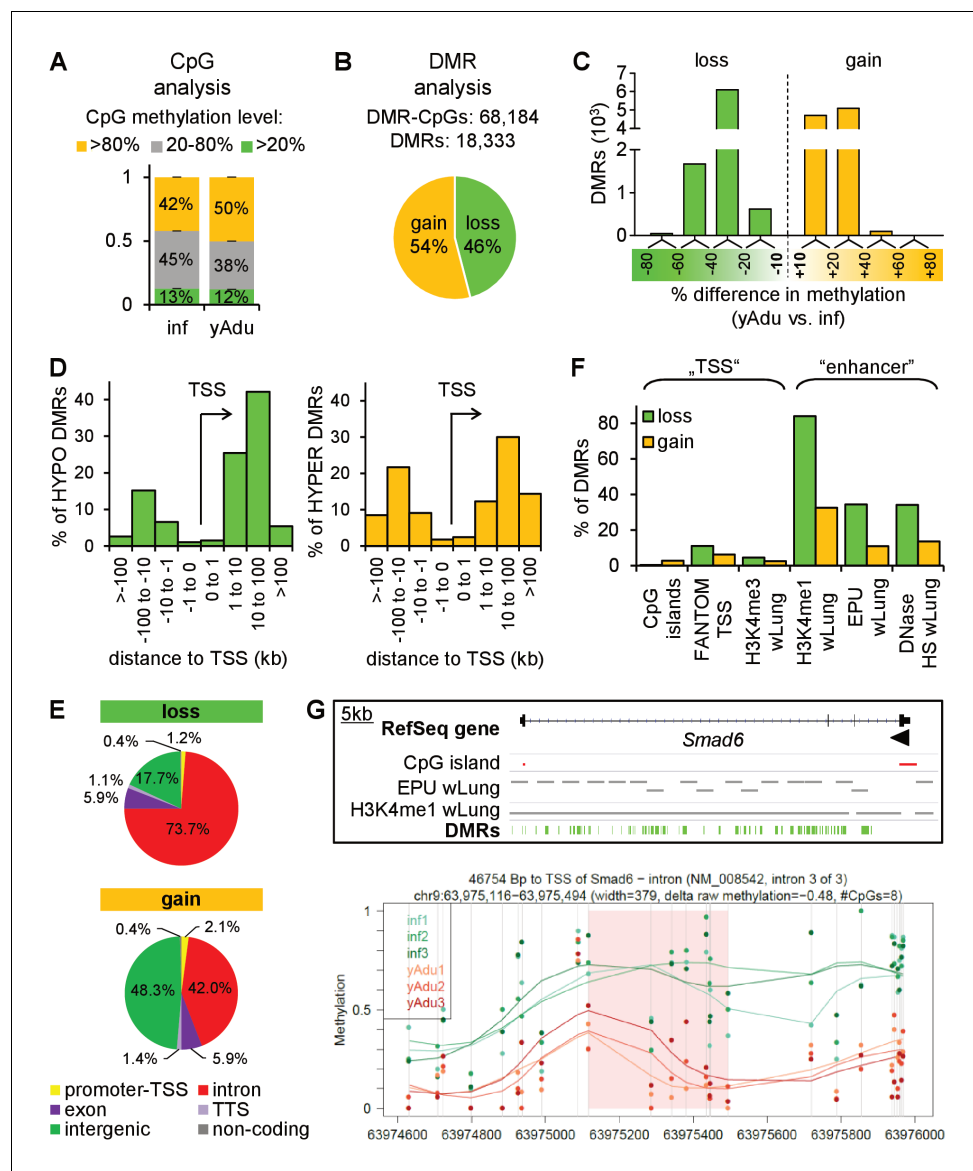 A
CpG
analysis
CpG methylation level:
>80% 20-80% >20%
1
0.5
0
42%
45%
13%
50%
38%
12%
inf yAdu
B
DMR
analysis
DMR-CpGs: 68,184
DMRs: 18,333
gain
54%
loss
46%
C
loss gain
DMRs (10³)
7
6
5
4
2
1
0
-80 -60 -40 -20 -10 +10 +20 +40 +60 +80
% difference in methylation
(yAdu vs. inf)
D
% of HYPO DMRs
40
30
20
10
0
TSS
>-100 -100 to -10 -10 to -1 -1 to 0 0 to 1 1 to 10 10 to 100 >100
distance to TSS (kb)
% of HYPER DMRs
40
30
20
10
0
TSS
>-100 -100 to -10 -10 to -1 -1 to 0 0 to 1 1 to 10 10 to 100 >100
distance to TSS (kb)
F
„TSS“ “enhancer”
loss
gain
% of DMRs
80
60
40
20
0
CpG islands
FANTOM TSS
H3K4me3 wLung
H3K4me1 wLung
EPU wLung
DNase HS wLung
E
loss
0.4% 1.2%
1.1% 17.7%
5.9%
73.7%
gain
0.4% 2.1%
48.3% 42.0%
1.4% 5.9%
promoter-TSS intron
exon TTS
intergenic non-coding
G
5kb
RefSeq gene
Smad6
CpG island
EPU wLung
H3K4me1 wLung
DMRs
46754 Bp to TSS of Smad6 − intron (NM_008542, intron 3 of 3)
chr9:63,975,116−63,975,494 (width=379, delta raw methylation=−0.48, #CpGs=8)
Methylation
1
0.5
0
inf1
inf2
inf3
yAdu1
yAdu2
yAdu3
63974600 63974800 63975000 63975200 63975400 63975600 63975800 63976000